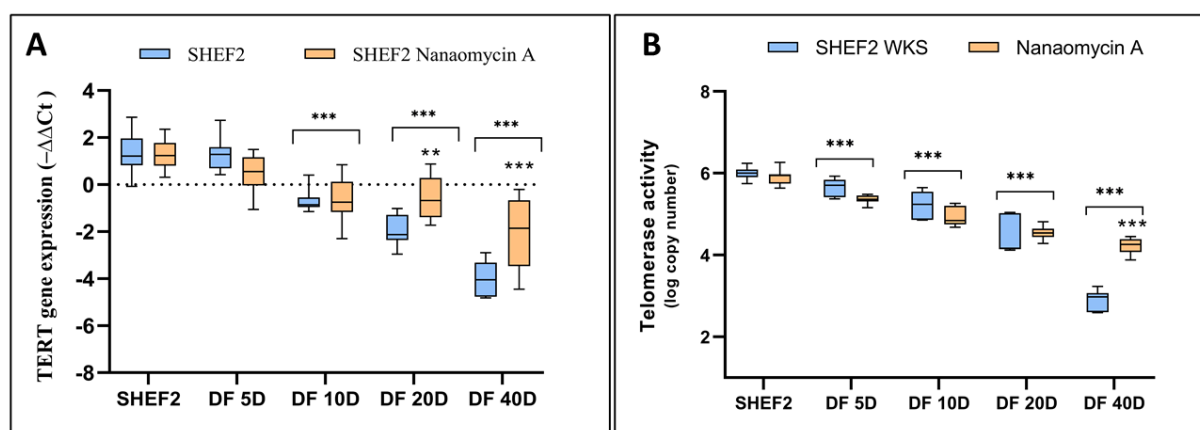 A
SHEF2 SHEF2 Nanaomycin A
TERT gene expression (−ΔΔCt )
4
2
0
-2
-4
-6
-8
*** *** ***
** ***
SHEF2 DF 5D DF 10D DF 20D DF 40D
B
SHEF2 WKS Nanaomycin A
Telomerase activity
(log copy number)
8
6
4
2
*** *** *** ***
***
SHEF2 DF 5D DF 10D DF 20D DF 40D